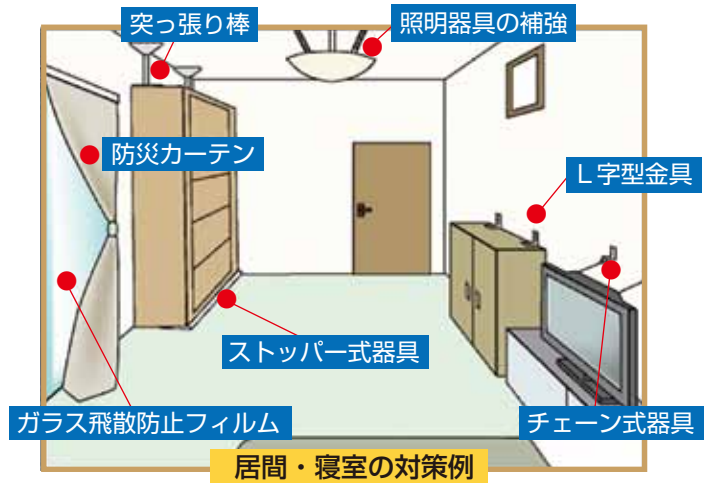 突っ張り棒
照明器具の補強
防災カーテン
L字型金具
ストッパー式器具
ガラス飛散防止フィルム
チェーン式器具
居間・寝室の対策例